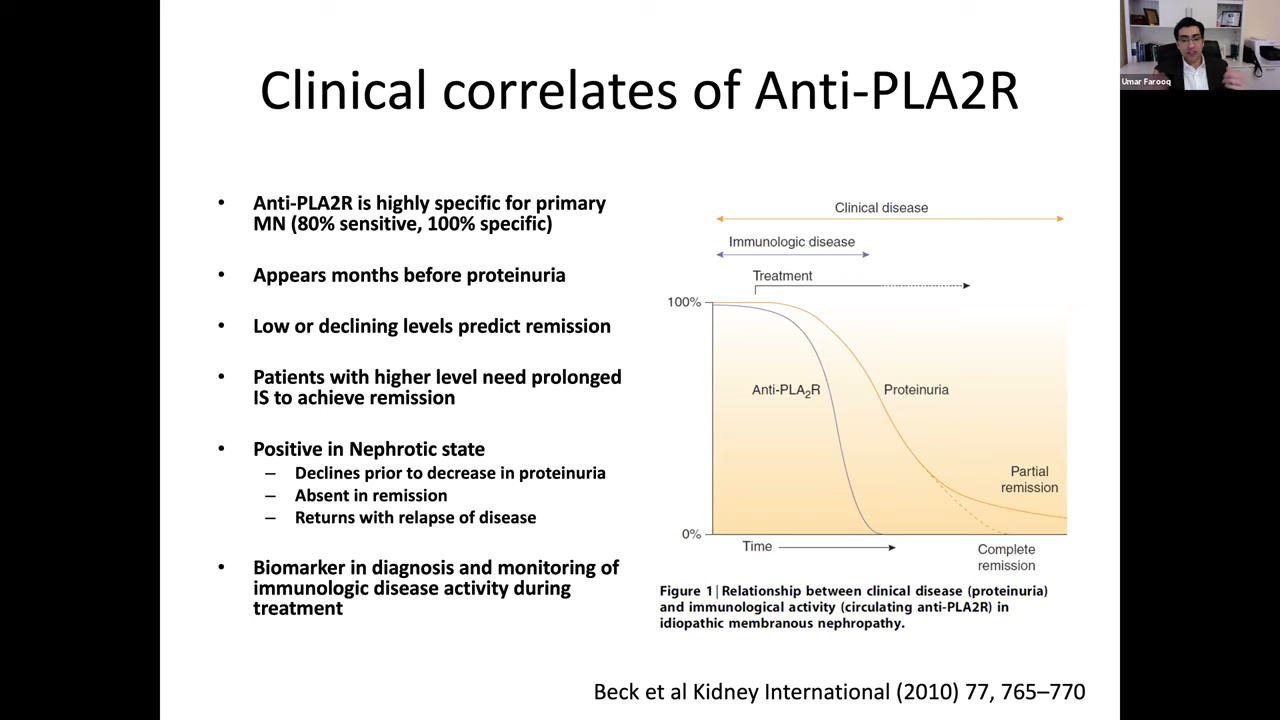 Clinical correlates of Anti-PLA2R
• Anti-PLA2R is highly specific for primary
MN (80% sensitive, 100% specific)
• Appears months before proteinuria
• Low or declining levels predict remission
• Patients with higher level need prolonged
IS to achieve remission
• Positive in Nephrotic state
– Declines prior to decrease in proteinuria
– Absent in remission
– Returns with relapse of disease
• Biomarker in diagnosis and monitoring of
immunologic disease activity during
treatment
Clinical disease
Immunologic disease
Treatment
100%
Anti-PLA2R
Proteinuria
Partial
remission
0%
Time
Complete
remission
Figure 1 | Relationship between clinical disease (proteinuria)
and immunological activity (circulating anti-PLA2R) in
idiopathic membranous nephropathy.
Beck et al Kidney International (2010) 77, 765–770
Umar Farooq